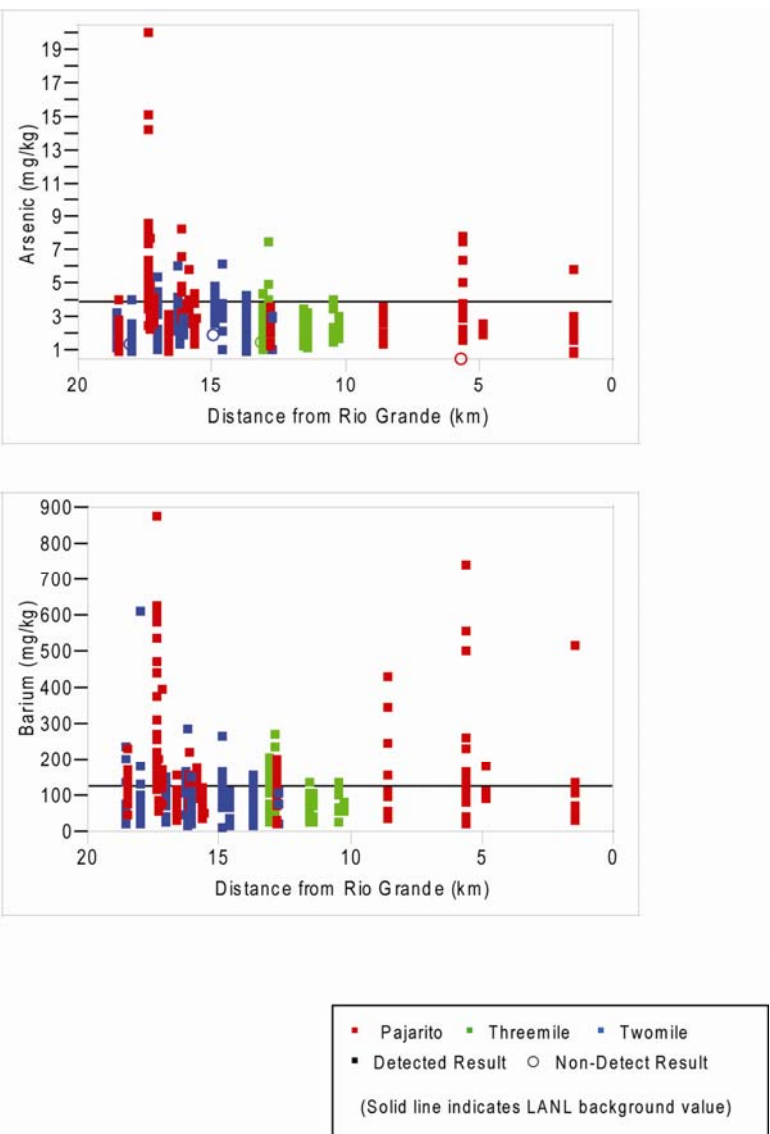 19
17
15
13
11
9
7
5
3
1
Arsenic (mg/kg)
20 15 10 5 0
Distance from Rio Grande (km)
900
800
700
600
500
400
300
200
100
0
Barium (mg/kg)
20 15 10 5 0
Distance from Rio Grande (km)
Pajarito Threemile Twomile
Detected Result Non-Detect Result
(Solid line indicates LANL background value)